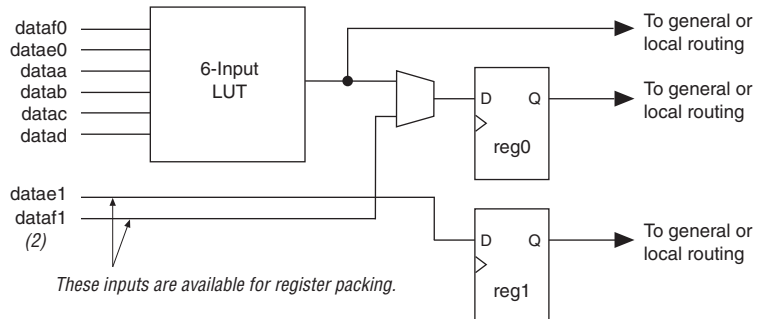 dataf0
datae0
dataa
datab
datac
datad
6-Input
LUT
To general or
local routing
D Q
reg0
To general or
local routing
datae1
dataf1
(2)
These inputs are available for register packing.
D Q
reg1
To general or
local routing